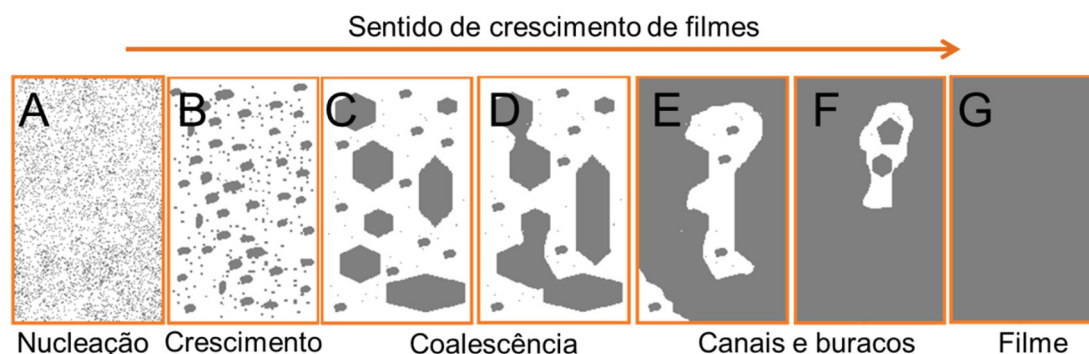 Sentido de crescimento de filmes
A B C D E F G
Nucleação Crescimento Coalescência Canais e buracos Filme